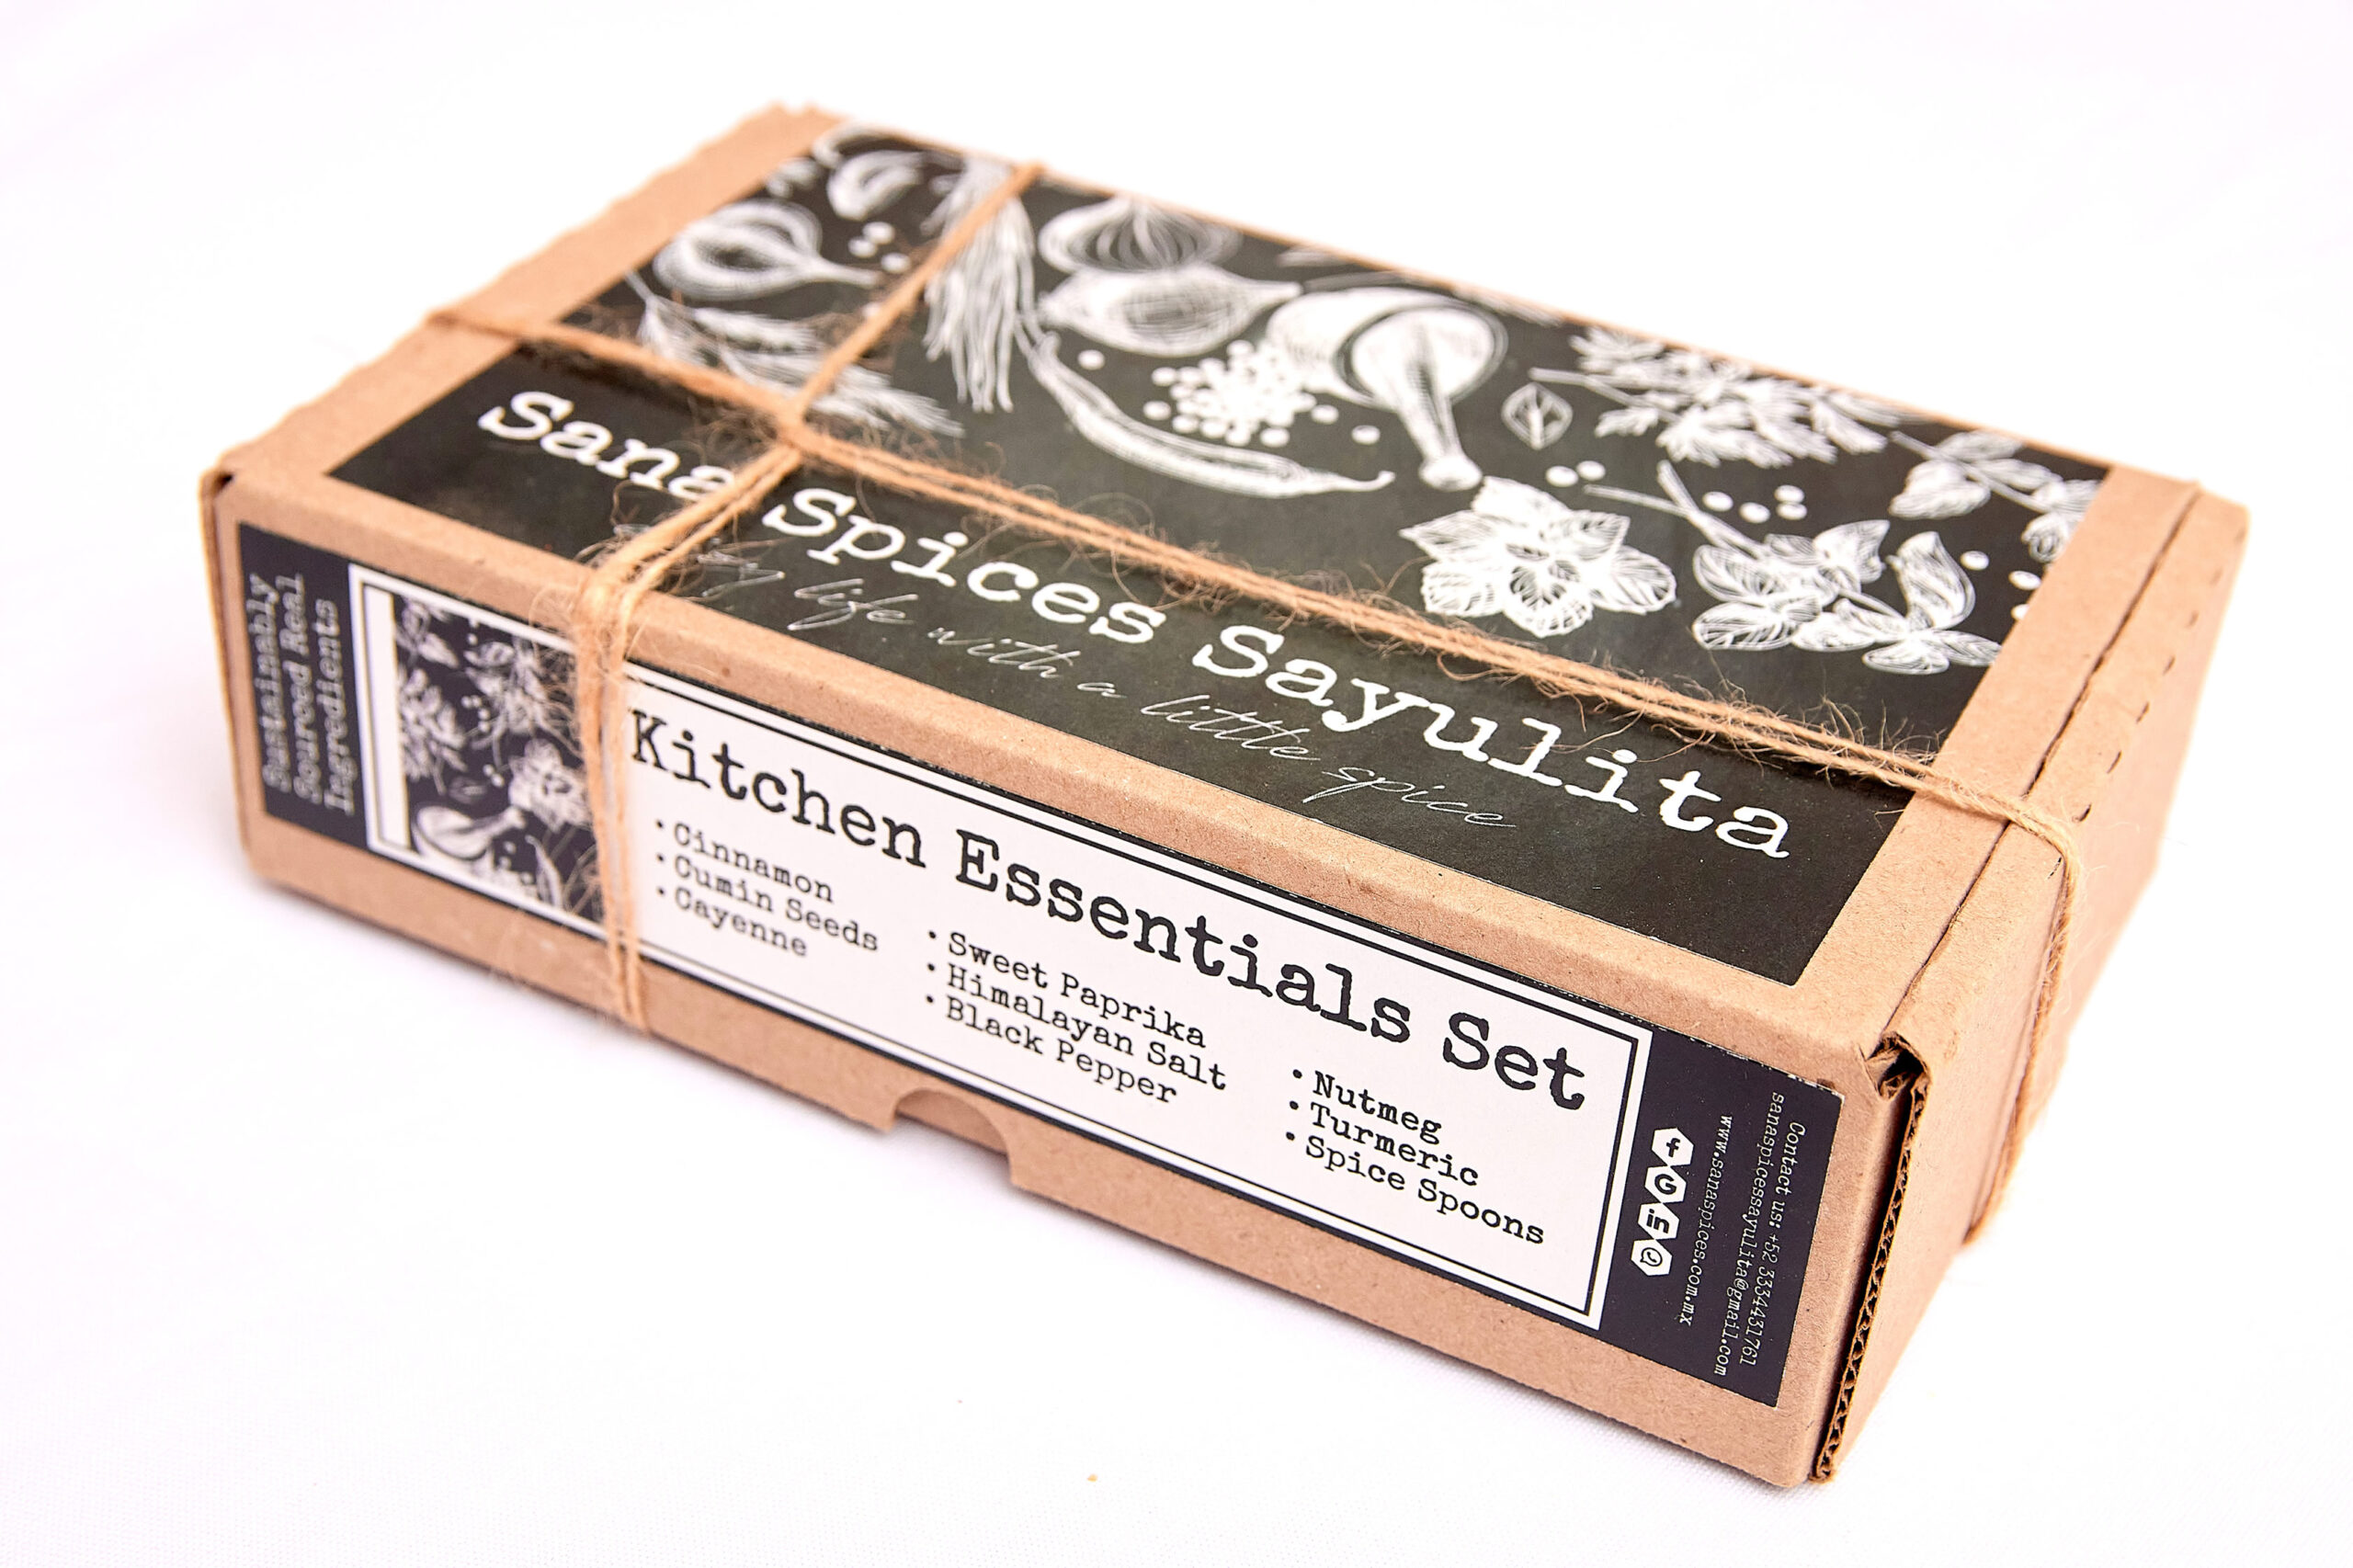 Sana Spices Sayulita
life with a little spice
Sustainably
Sourced Real
Ingredients
Kitchen Essentials Set
• Cinnamon
• Cumin Seeds
• Cayenne
• Sweet Paprika
• Himalayan Salt
• Black Pepper
• Nutmeg
• Turmeric
• Spice Spoons
f
G
in
Contact us: +52 3334431761
sanaspicessayulita@gmail.com
www.sanaspices.com.mx